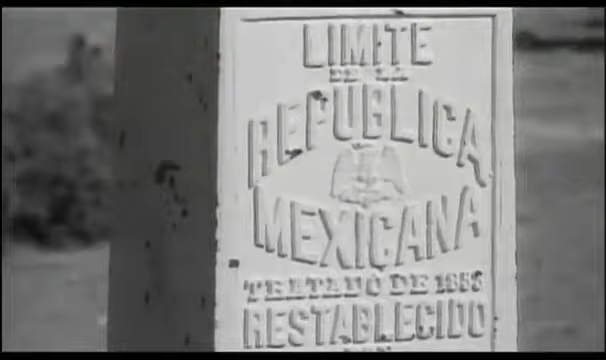 LIMITE
DE LA
REPUBLICA
MEXICANA
TRATADO DE 1853
RESTABLECIDO